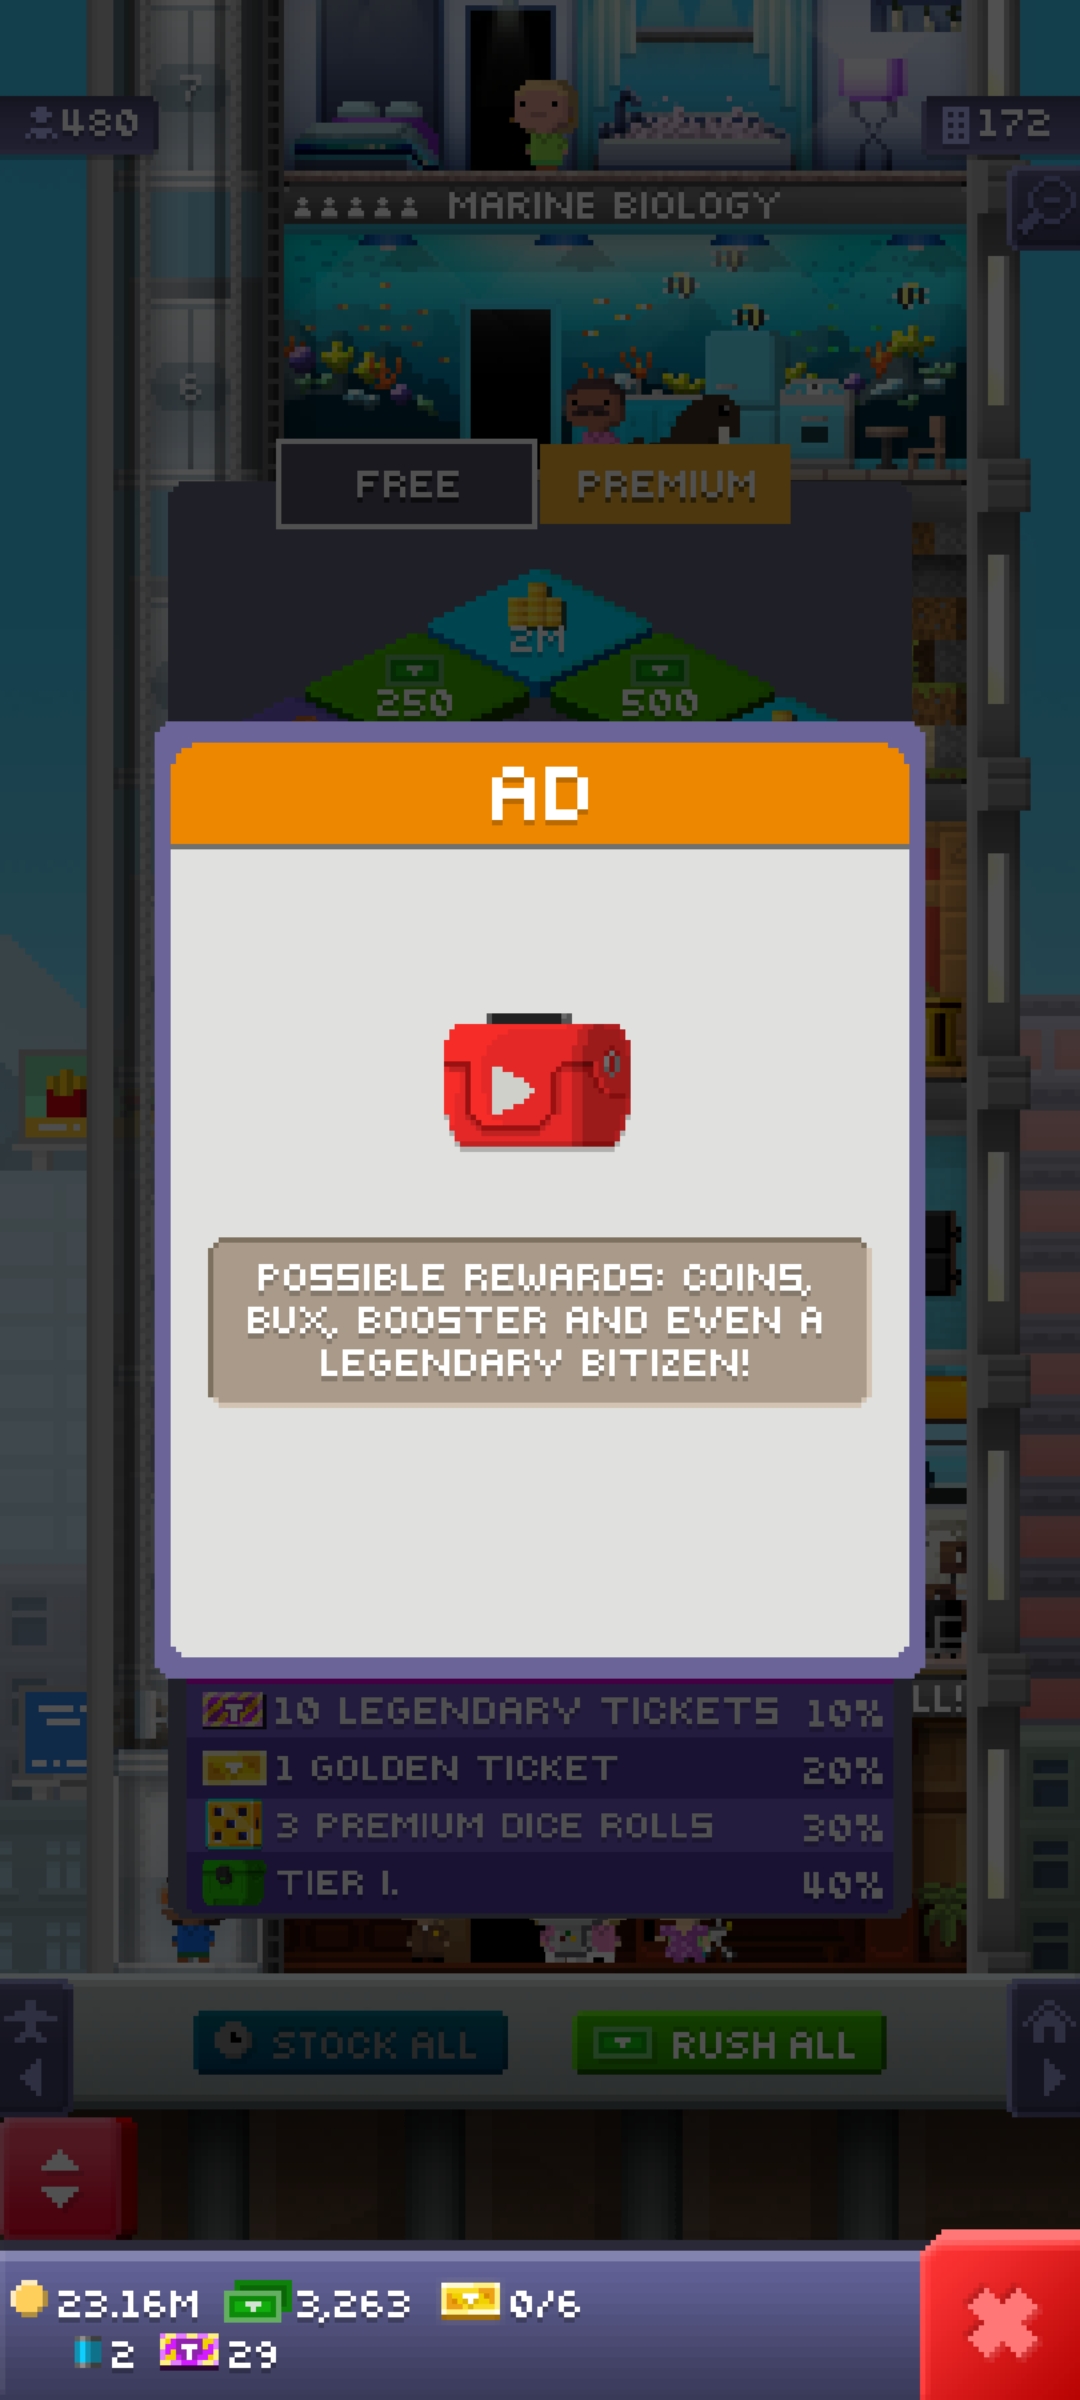 7
480
172
MARINE BIOLOGY
6
FREE
PREMIUM
2M
250
500
AD
POSSIBLE REWARDS: COINS,
BUX, BOOSTER AND EVEN A
LEGENDARY BITIZEN!
10 LEGENDARY TICKETS 10%
LL!
1 GOLDEN TICKET 20%
3 PREMIUM DICE ROLLS 30%
TIER 1. 40%
STOCK ALL
RUSH ALL
23.16M 3,263 0/6
2 29